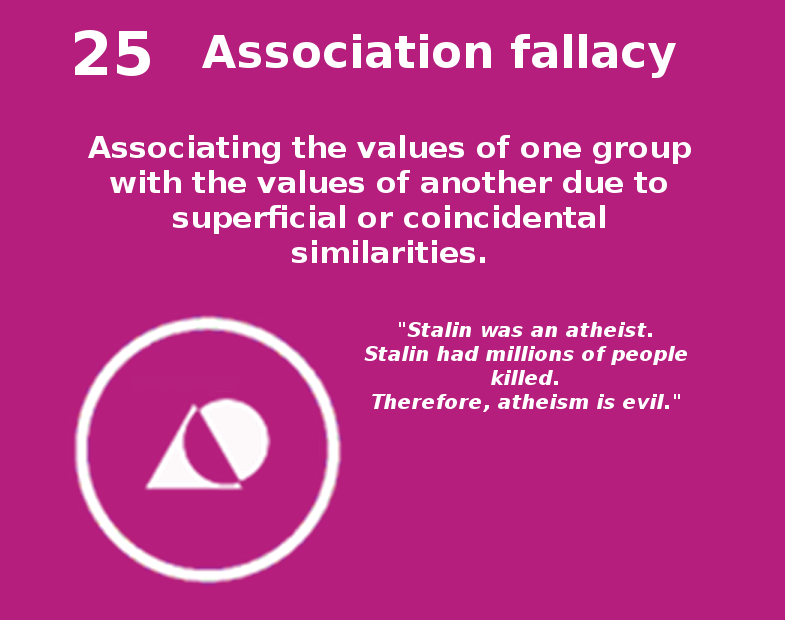 25 Association fallacy
Associating the values of one group
with the values of another due to
superficial or coincidental
similarities.
"Stalin was an atheist.
Stalin had millions of people
killed.
Therefore, atheism is evil."